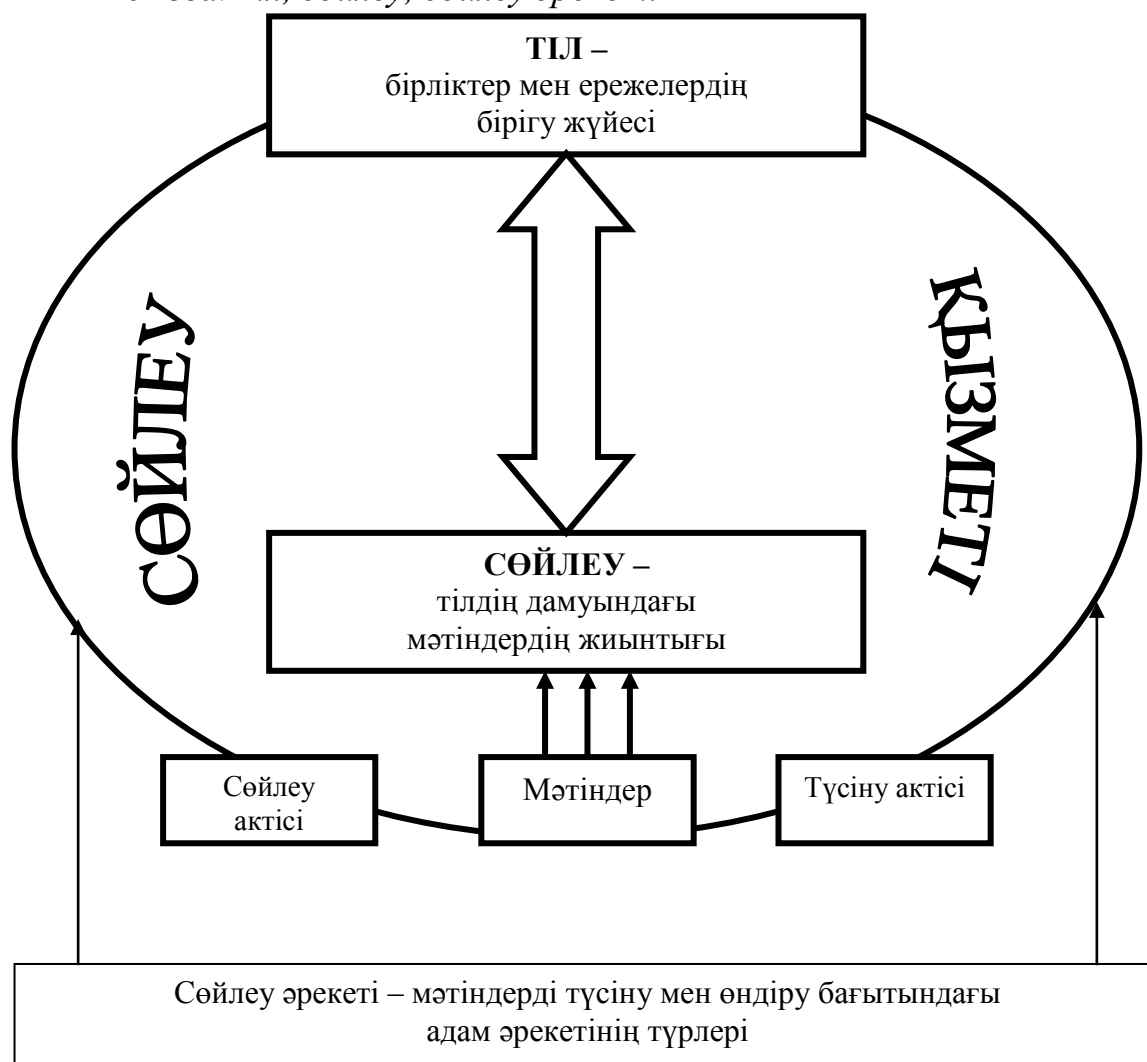 ТІЛ –
бірліктер мен ережелердің
бірігу жүйесі
СӨЙЛЕУ
ҚЫЗМЕТІ
СӨЙЛЕУ –
тілдің дамуындағы
мәтіндердің жиынтығы
Сөйлеу
актісі
Мәтіндер
Түсіну актісі
Сөйлеу әрекеті – мәтіндерді түсіну мен өндіру бағытындағы
адам әрекетінің түрлері